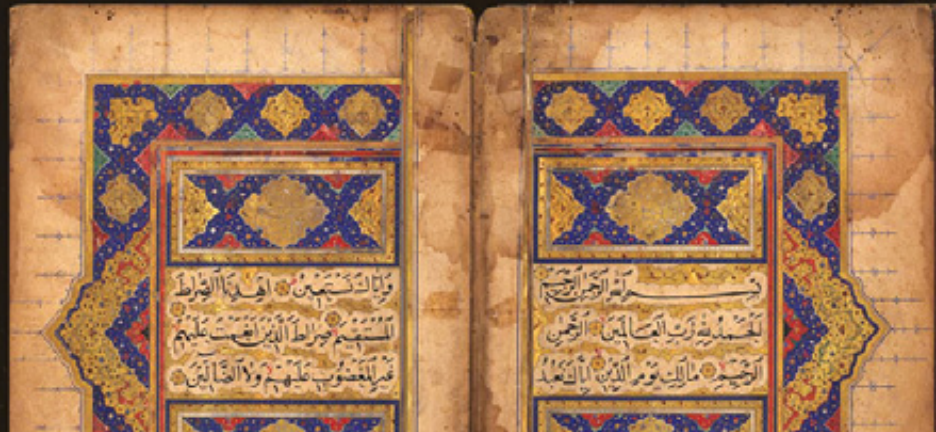 بسم الله الرحمن الرحيم
الحمد لله رب العالمين الرحمن
الرحيم مالك يوم الدين اياك نعبد
واياك نستعين اهدنا الصراط
المستقيم صراط الذين انعمت عليهم
غير المغضوب عليهم ولا الضالين